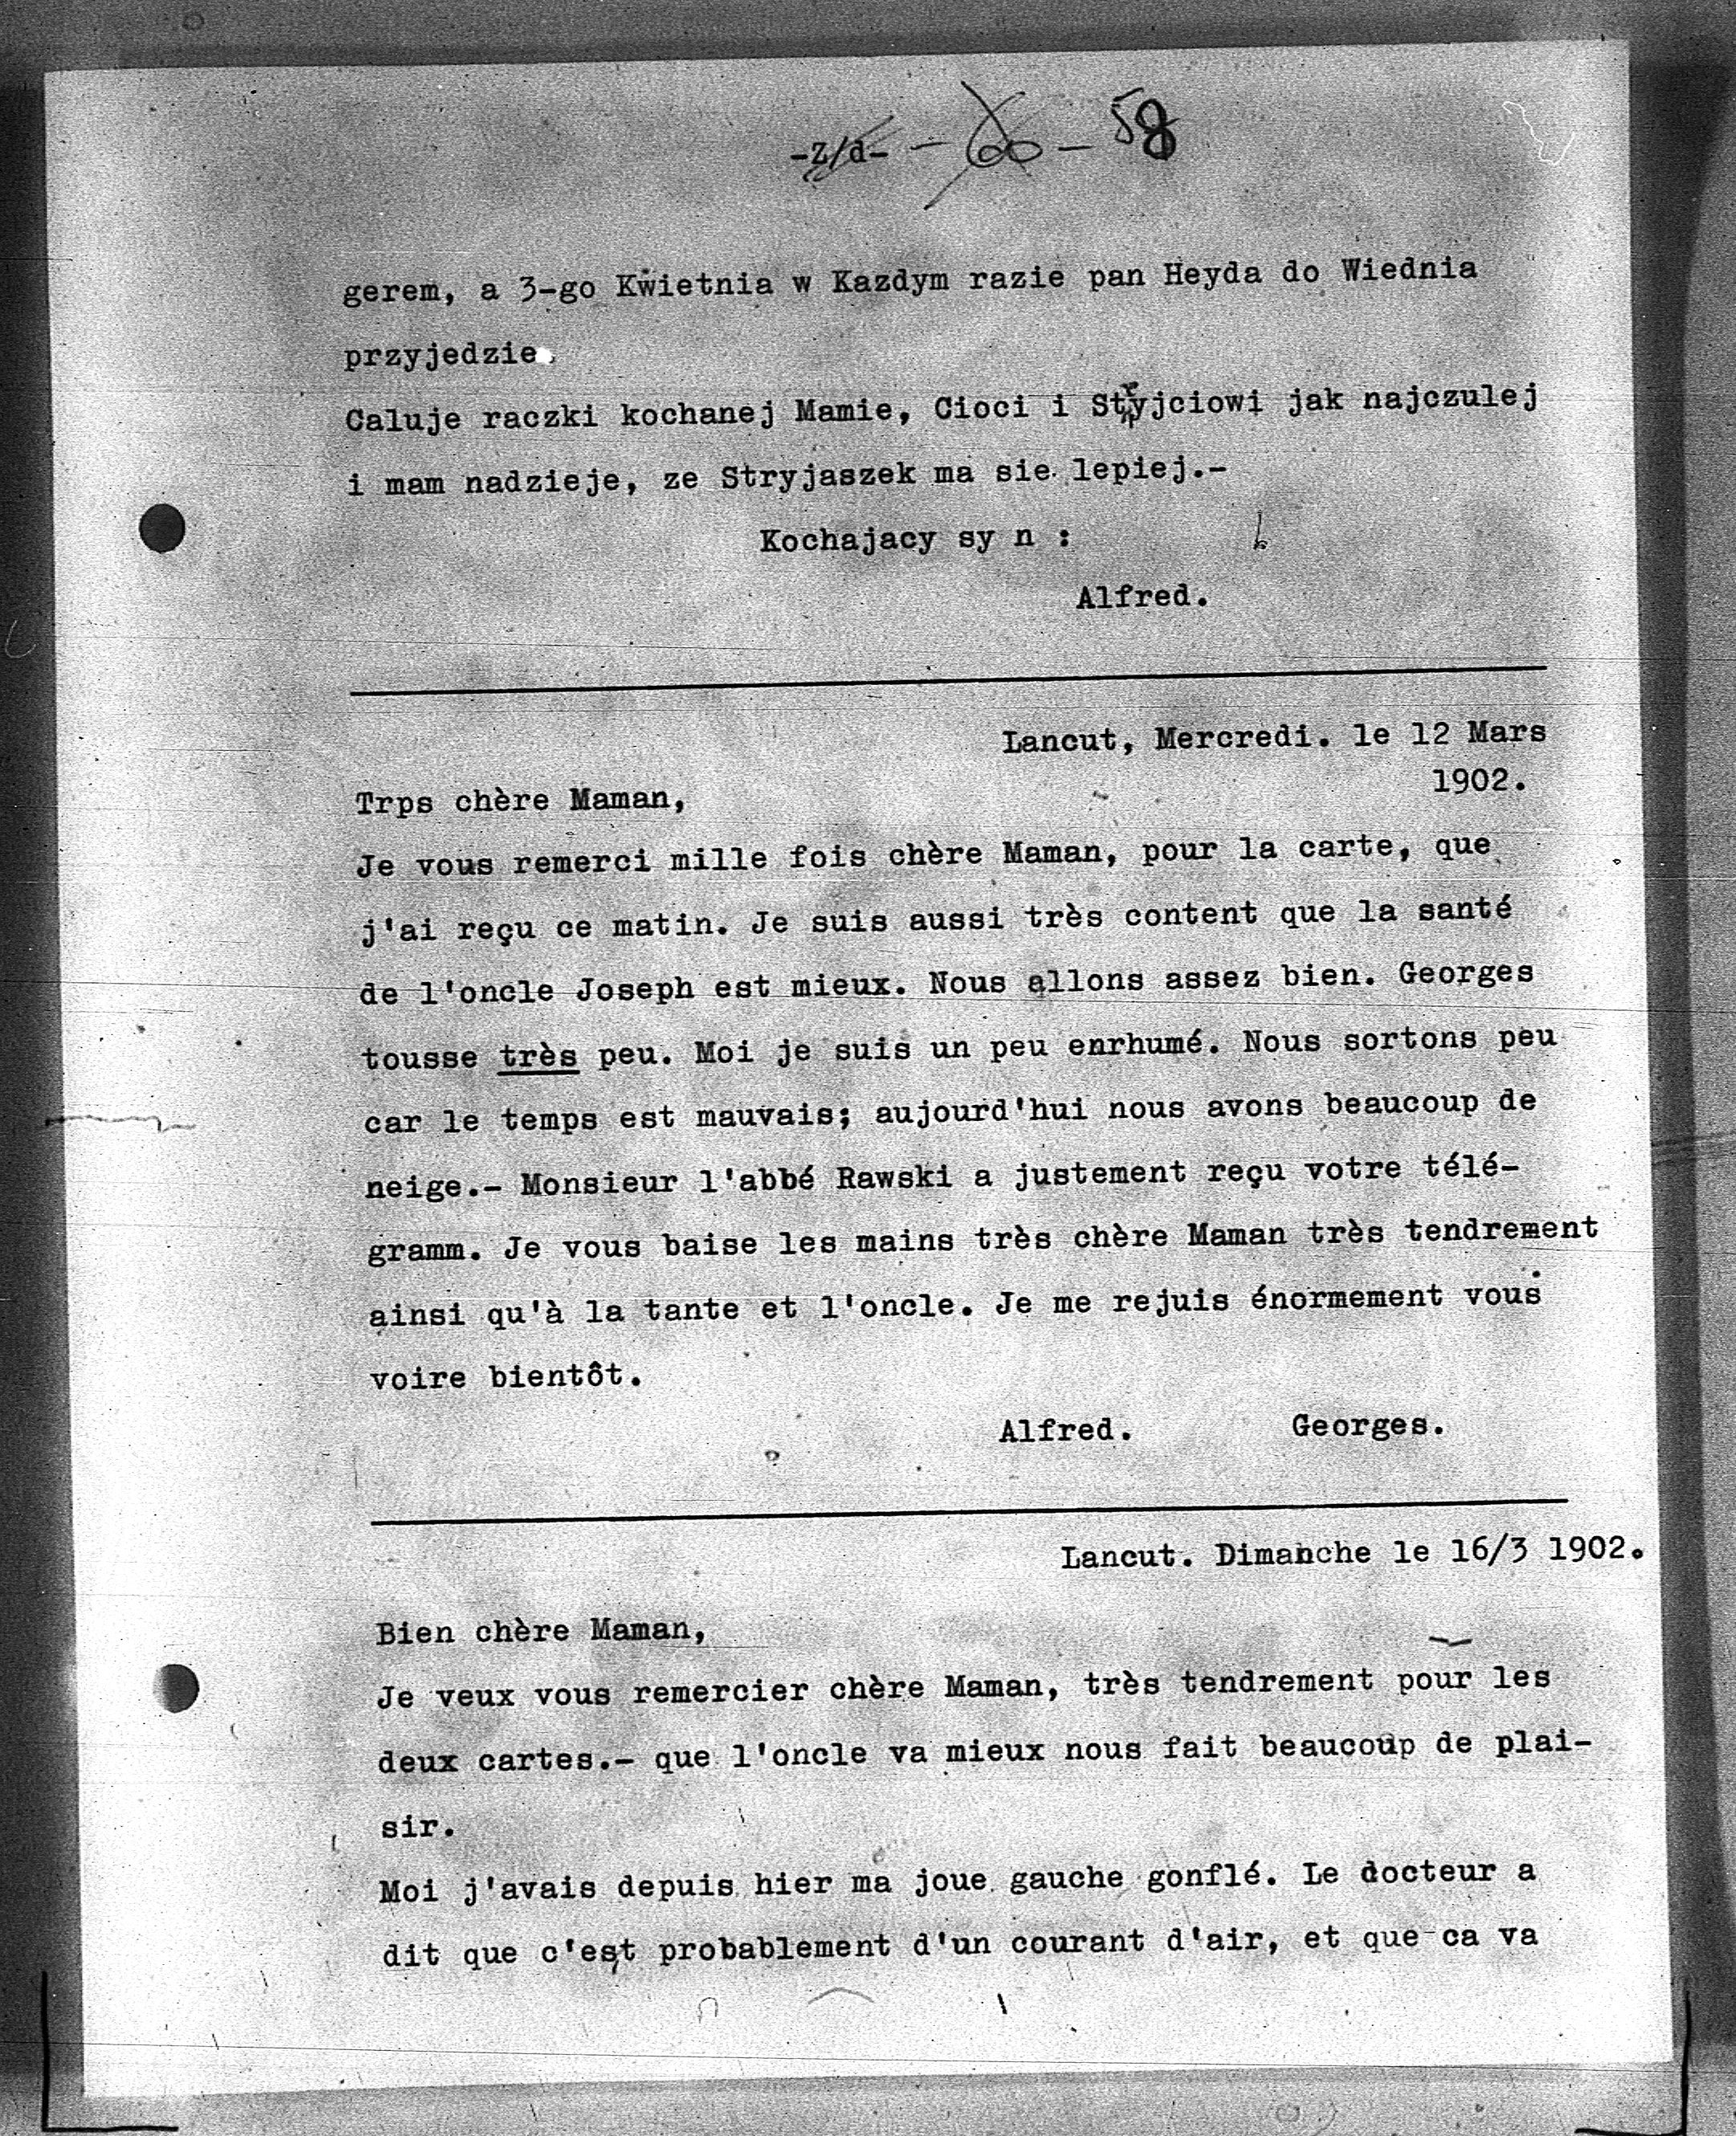 -z/d- - 60 - 58
gerem, a 3-go Kwietnia w Kazdym razie pan Heyda do Wiednia
przyjedzie.
Caluje raczki kochanej Mamie, Cioci i Stryjciowi jak najczulej
i mam nadzieje, ze Stryjaszek ma sie lepiej.-
Kochajacy sy n :
Alfred.
Lancut, Mercredi. le 12 Mars
1902.
Trps chère Maman,
Je vous remerci mille fois chère Maman, pour la carte, que
j'ai reçu ce matin. Je suis aussi très content que la santé
de l'oncle Joseph est mieux. Nous allons assez bien. Georges
tousse très peu. Moi je suis un peu enrhumé. Nous sortons peu
car le temps est mauvais; aujourd'hui nous avons beaucoup de
neige.- Monsieur l'abbé Rawski a justement reçu votre télé-
gramm. Je vous baise les mains très chère Maman très tendrement
ainsi qu'à la tante et l'oncle. Je me rejuis énormement vous
voire bientôt.
Alfred. Georges.
Lancut. Dimanche le 16/3 1902.
Bien chère Maman,
Je veux vous remercier chère Maman, très tendrement pour les
deux cartes.- que l'oncle va mieux nous fait beaucoup de plai-
sir.
Moi j'avais depuis hier ma joue gauche gonflé. Le docteur a
dit que c'est probablement d'un courant d'air, et que ca va